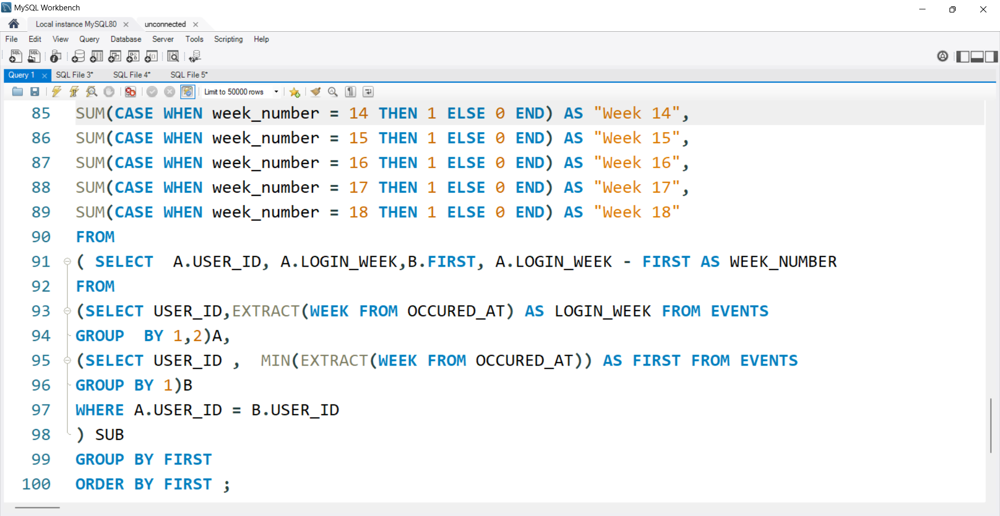 MySQL Workbench
Local instance MySQL80
unconnected
File Edit View Query Database Server Tools Scripting Help
Query 1 SQL File 3* SQL File 4* SQL File 5*
Limit to 50000 rows
85 SUM(CASE WHEN week_number = 14 THEN 1 ELSE 0 END) AS "Week 14",
86 SUM(CASE WHEN week_number = 15 THEN 1 ELSE 0 END) AS "Week 15",
87 SUM(CASE WHEN week_number = 16 THEN 1 ELSE 0 END) AS "Week 16",
88 SUM(CASE WHEN week_number = 17 THEN 1 ELSE 0 END) AS "Week 17",
89 SUM(CASE WHEN week_number = 18 THEN 1 ELSE 0 END) AS "Week 18"
90 FROM
91 ( SELECT  A.USER_ID, A.LOGIN_WEEK,B.FIRST, A.LOGIN_WEEK - FIRST AS WEEK_NUMBER
92 FROM
93 (SELECT USER_ID,EXTRACT(WEEK FROM OCCURED_AT) AS LOGIN_WEEK FROM EVENTS
94 GROUP  BY 1,2)A,
95 (SELECT USER_ID ,  MIN(EXTRACT(WEEK FROM OCCURED_AT)) AS FIRST FROM EVENTS
96 GROUP BY 1)B
97 WHERE A.USER_ID = B.USER_ID
98 ) SUB
99 GROUP BY FIRST
100 ORDER BY FIRST ;